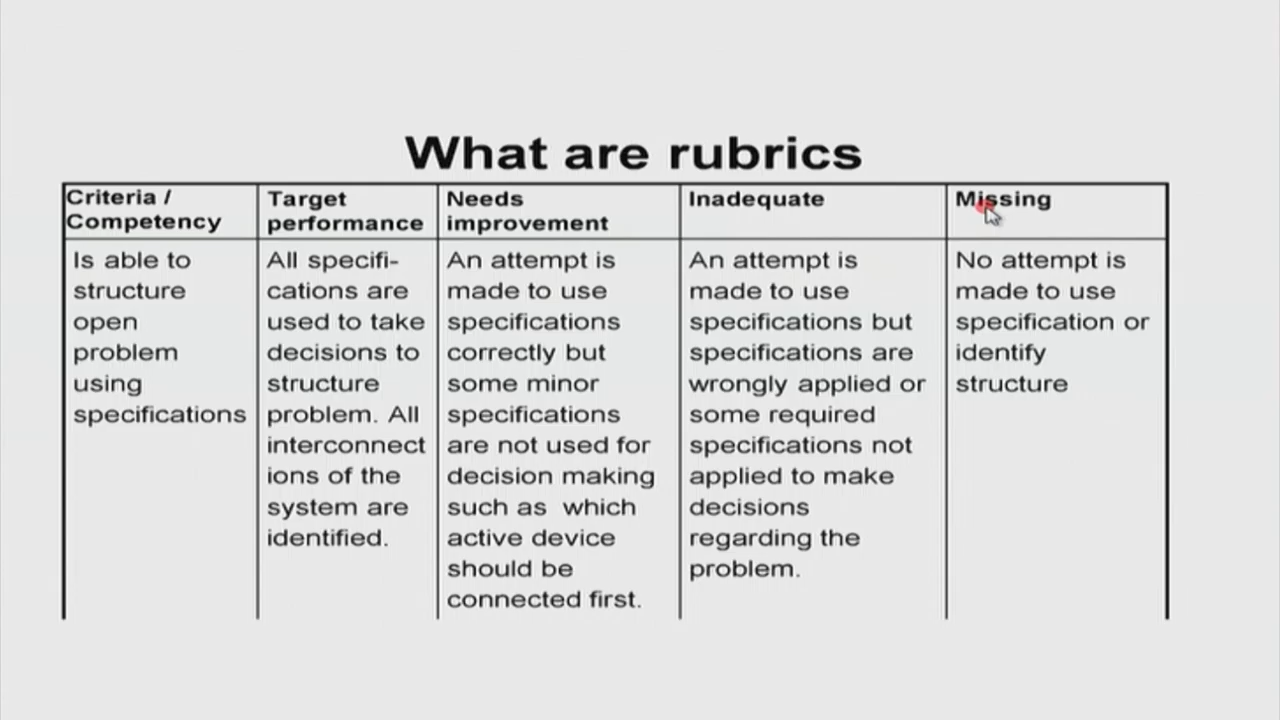 What are rubrics
Criteria /
Competency
Target
performance
Needs
improvement
Inadequate
Missing
Is able to
structure
open
problem
using
specifications
All specifi-
cations are
used to take
decisions to
structure
problem. All
interconnect
ions of the
system are
identified.
An attempt is
made to use
specifications
correctly but
some minor
specifications
are not used for
decision making
such as which
active device
should be
connected first.
An attempt is
made to use
specifications but
specifications are
wrongly applied or
some required
specifications not
applied to make
decisions
regarding the
problem.
No attempt is
made to use
specification or
identify
structure